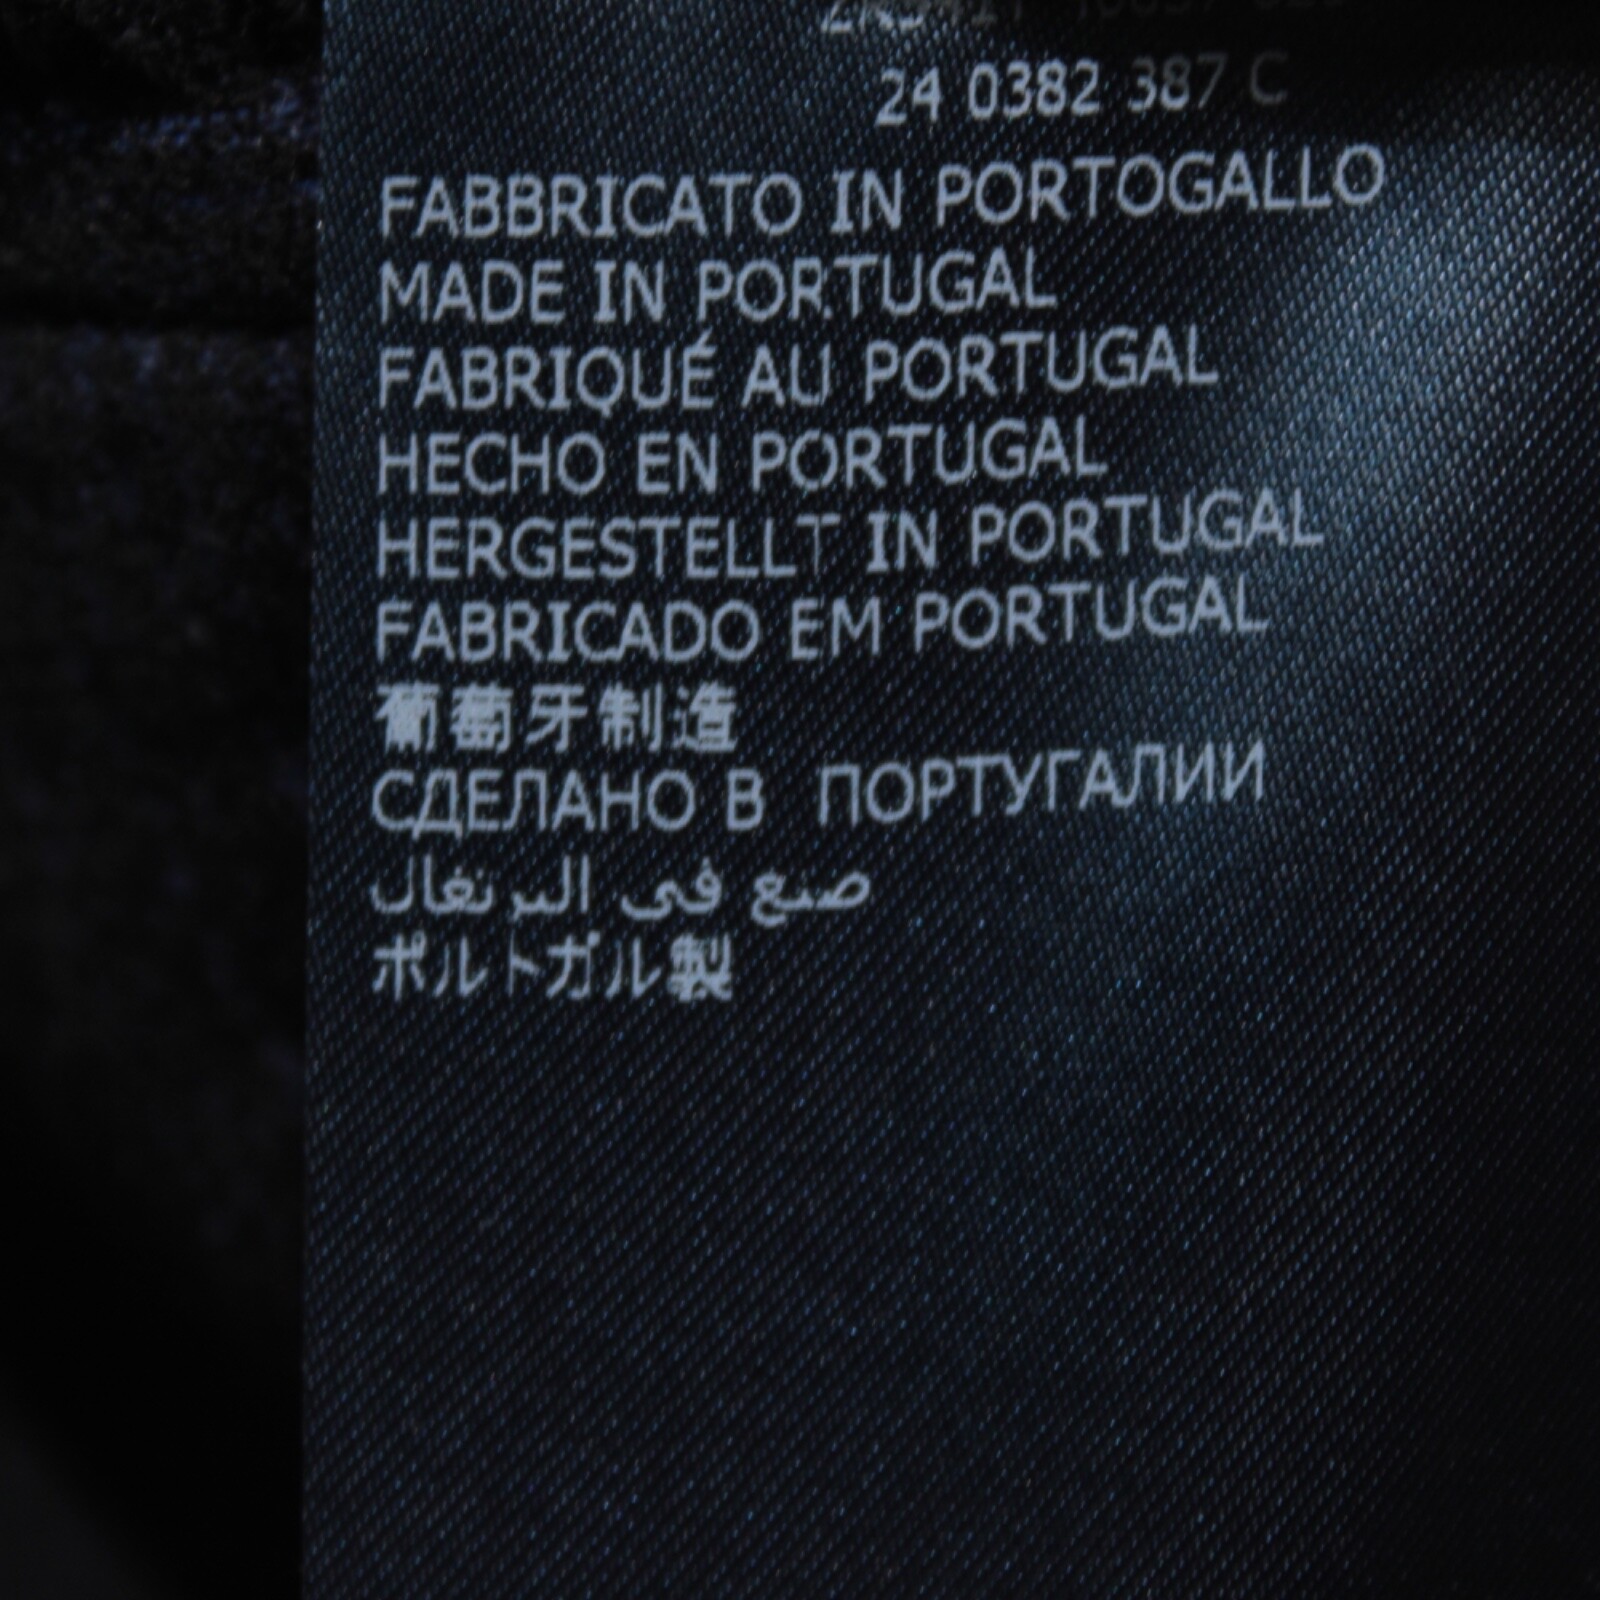 24 0382 387 C
FABBRICATO IN PORTOGALLO
MADE IN PORTUGAL
FABRIQUÉ AU PORTUGAL
HECHO EN PORTUGAL
HERGESTELLT IN PORTUGAL
FABRICADO EM PORTUGAL
葡萄牙制造
СДЕЛАНО В ПОРТУГАЛИИ
صنع في البرتغال
ポルトガル製